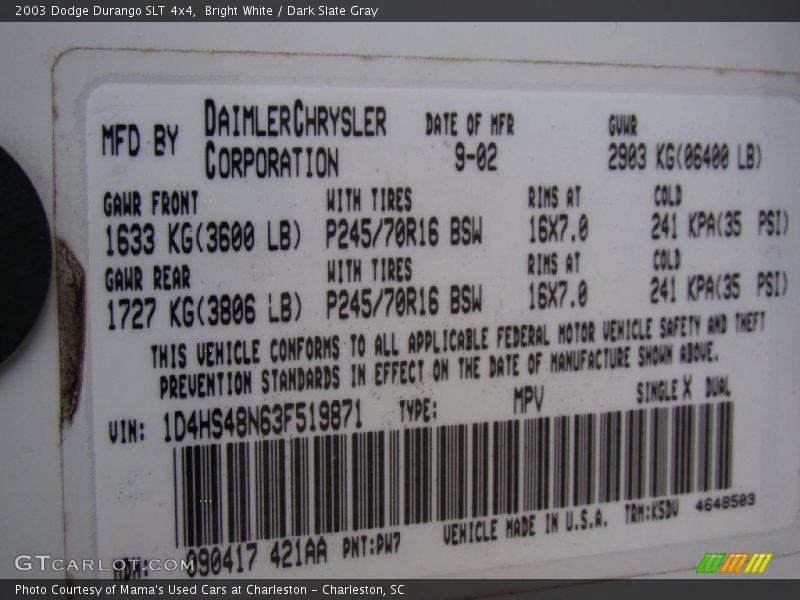 2003 Dodge Durango SLT 4x4,  Bright White / Dark Slate Gray
MFD BY DAIMLERCHRYSLER CORPORATION
DATE OF MFR 9-02
GVWR 2903 KG(06400 LB)
GAWR FRONT WITH TIRES RIMS AT COLD
1633 KG(3600 LB) P245/70R16 BSW 16X7.0 241 KPA(35 PSI)
GAWR REAR WITH TIRES RIMS AT COLD
1727 KG(3806 LB) P245/70R16 BSW 16X7.0 241 KPA(35 PSI)
THIS VEHICLE CONFORMS TO ALL APPLICABLE FEDERAL MOTOR VEHICLE SAFETY AND THEFT
PREVENTION STANDARDS IN EFFECT ON THE DATE OF MANUFACTURE SHOWN ABOVE.
VIN: 1D4HS48N63F519871 TYPE: MPV SINGLE X DUAL
MDH: 090417 421AA PNT:PW7 VEHICLE MADE IN U.S.A. TRM:K5DV 4648503
GTCARLOT.COM
Photo Courtesy of Mama's Used Cars at Charleston - Charleston, SC